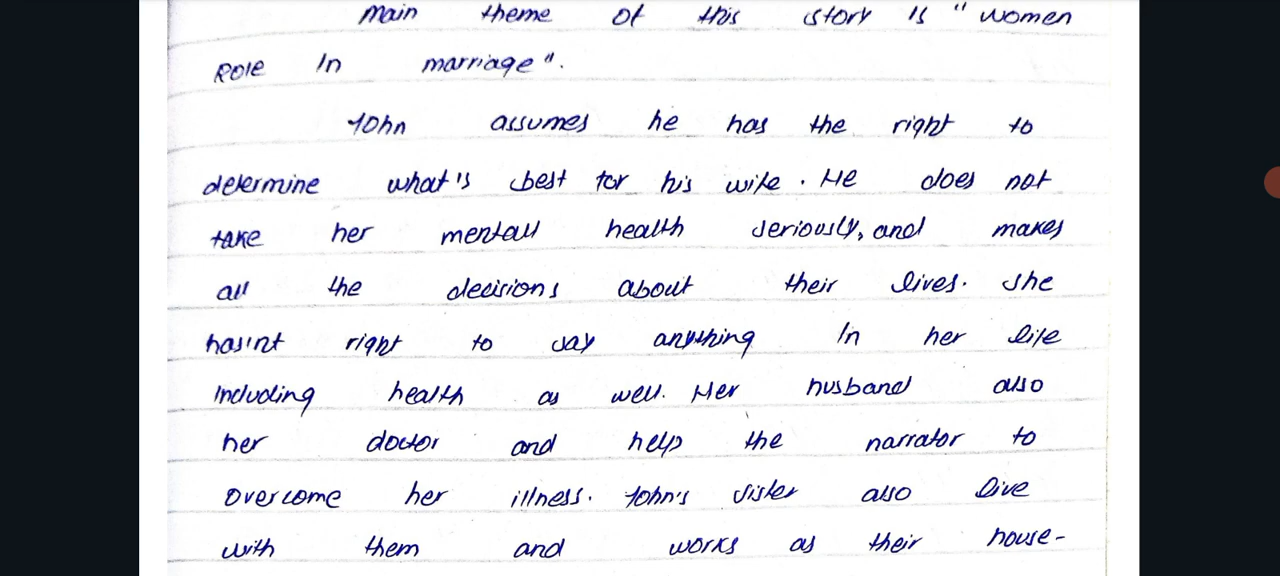 main theme of this story is "women
Role In marriage".
John assumes he has the right to
determine what's best for his wife. He does not
take her mentall health seriously, and makes
all the decisions about their lives. she
hasint right to say anything In her life
Including health as well. Her husband also
her doctor and help the narrator to
overcome her illness. John's sister also live
with them and works as their house-